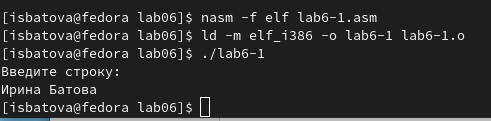 [isbatova@fedora lab06]$ nasm -f elf lab6-1.asm
[isbatova@fedora lab06]$ ld -m elf_i386 -o lab6-1 lab6-1.o
[isbatova@fedora lab06]$ ./lab6-1
Введите строку:
Ирина Батова
[isbatova@fedora lab06]$